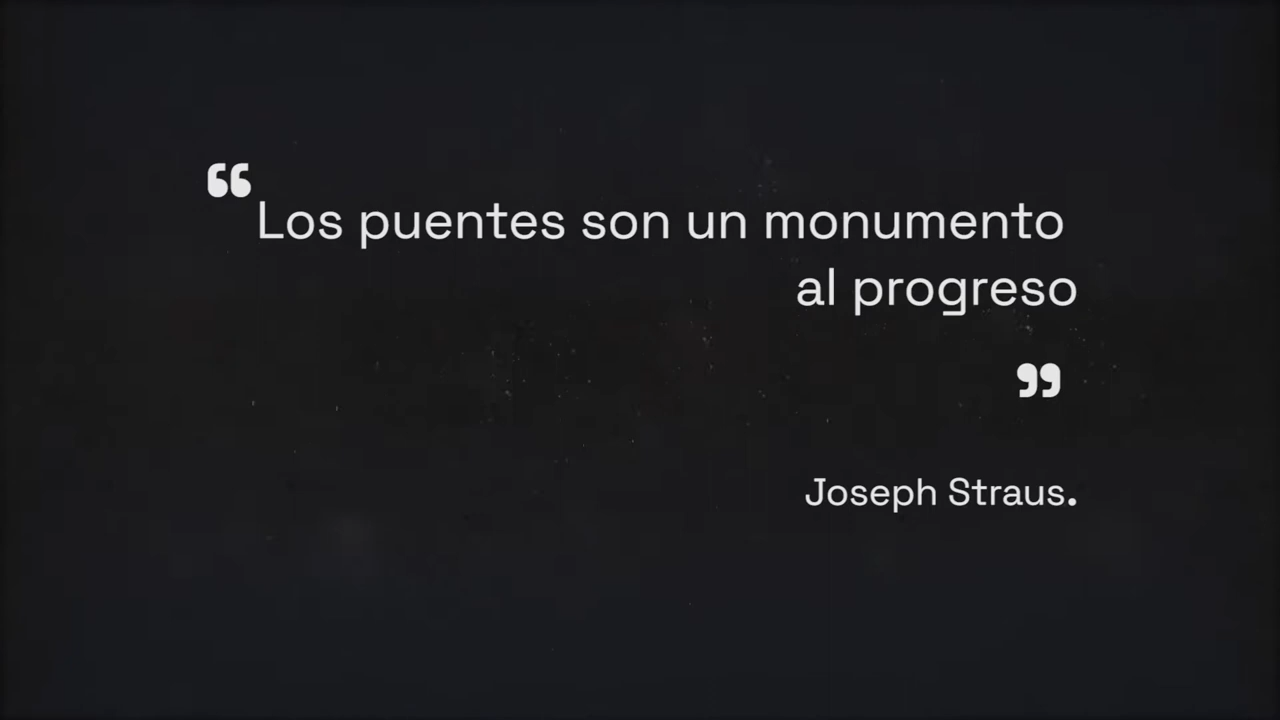 “Los puentes son un monumento
al progreso
”
Joseph Straus.